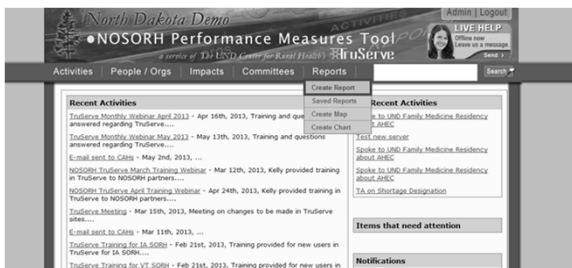 North Dakota Demo
ACTIVITIES
Admin | Logout
•NOSORH Performance Measures Tool
LIVE HELP
Offline now
Leave us a message
a service of The UND Center for Rural Health
TruServe
Send >
Activities People / Orgs Impacts Committees Reports
Search
Create Report
Saved Reports
Create Map
Create Chart
Recent Activities
TruServe Monthly Webinar April 2013 - Apr 16th, 2013, Training and que
answered regarding TruServe....
TruServe Monthly Webinar May 2013 - May 13th, 2013, Training and questions
answered regarding TruServe....
E-mail sent to CAHs - May 2nd, 2013, ...
NOSORH TruServe March Training Webinar - Mar 12th, 2013, Kelly provided training
in TruServe to NOSORH partners....
NOSORH TruServe April Training Webinar - Apr 24th, 2013, Kelly provided training in
TruServe to NOSORH partners....
TruServe Meeting - Mar 15th, 2013, Meeting on changes to be made in TruServe
sites....
E-mail sent to CAHs - Mar 11th, 2013, ...
TruServe Training for IA SORH - Feb 21st, 2013, Training provided for new users in
TruServe for IA SORH....
TruServe Training for VT SORH - Feb 21st, 2013, Training provided for new users in
Recent Activities
Spoke to UND Family Medicine Residency
about AHEC
Test new server
Spoke to UND Family Medicine Residency
about AHEC
Spoke to UND Family Medicine Residency
about AHEC
TA on Shortage Designation
Items that need attention
Notifications